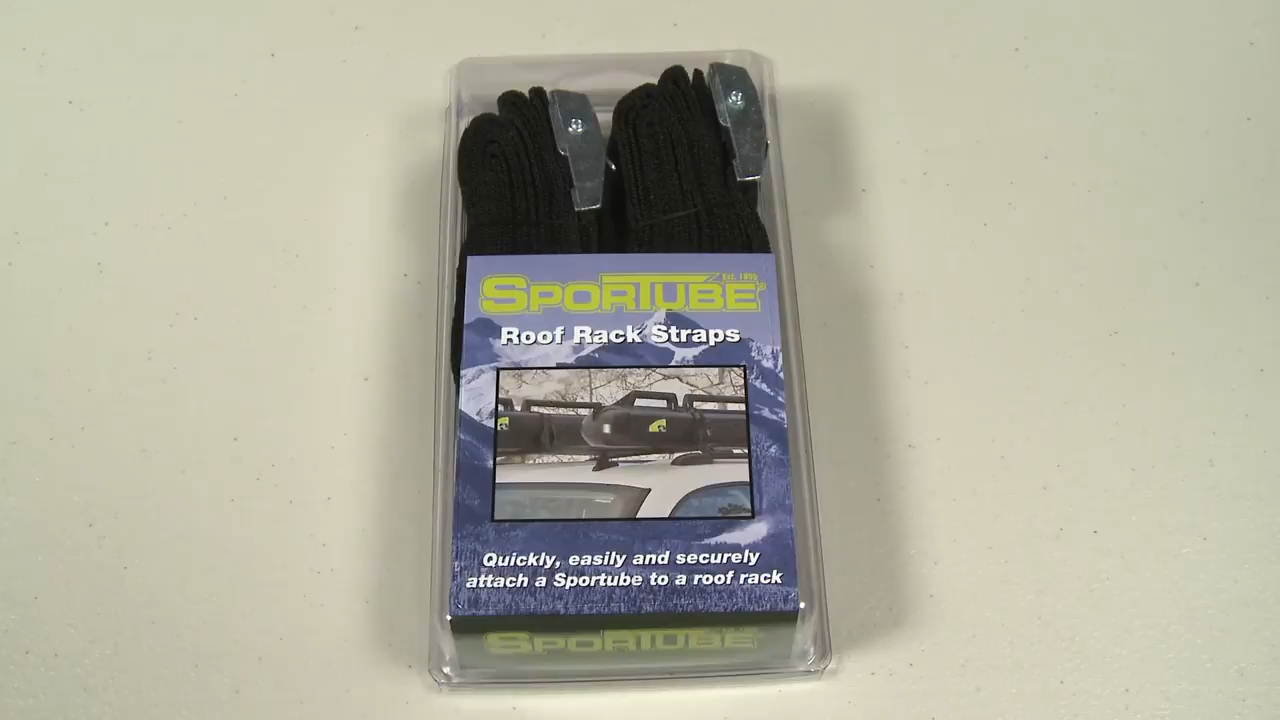 SPORTUBE
Est. 1995
Roof Rack Straps
Quickly, easily and securely
attach a Sportube to a roof rack
SPORTUBE